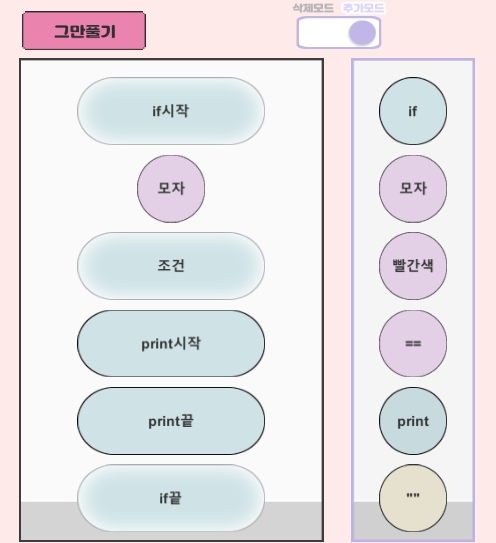 그만풀기
삭제모드 추가모드
if시작
모자
조건
print시작
print끝
if끝
if
모자
빨간색
==
print
""